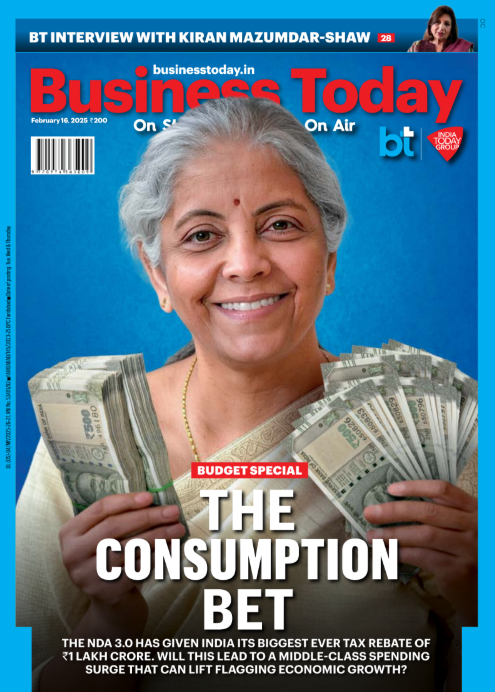 BT INTERVIEW WITH KIRAN MAZUMDAR-SHAW 28
businesstoday.in
Business Today
February 16, 2025 ₹200
On St On Air
bt
INDIA
TODAY
GROUP
₹500
BUDGET SPECIAL
THE
CONSUMPTION
BET
THE NDA 3.0 HAS GIVEN INDIA ITS BIGGEST EVER TAX REBATE OF
₹1 LAKH CRORE. WILL THIS LEAD TO A MIDDLE-CLASS SPENDING
SURGE THAT CAN LIFT FLAGGING ECONOMIC GROWTH?